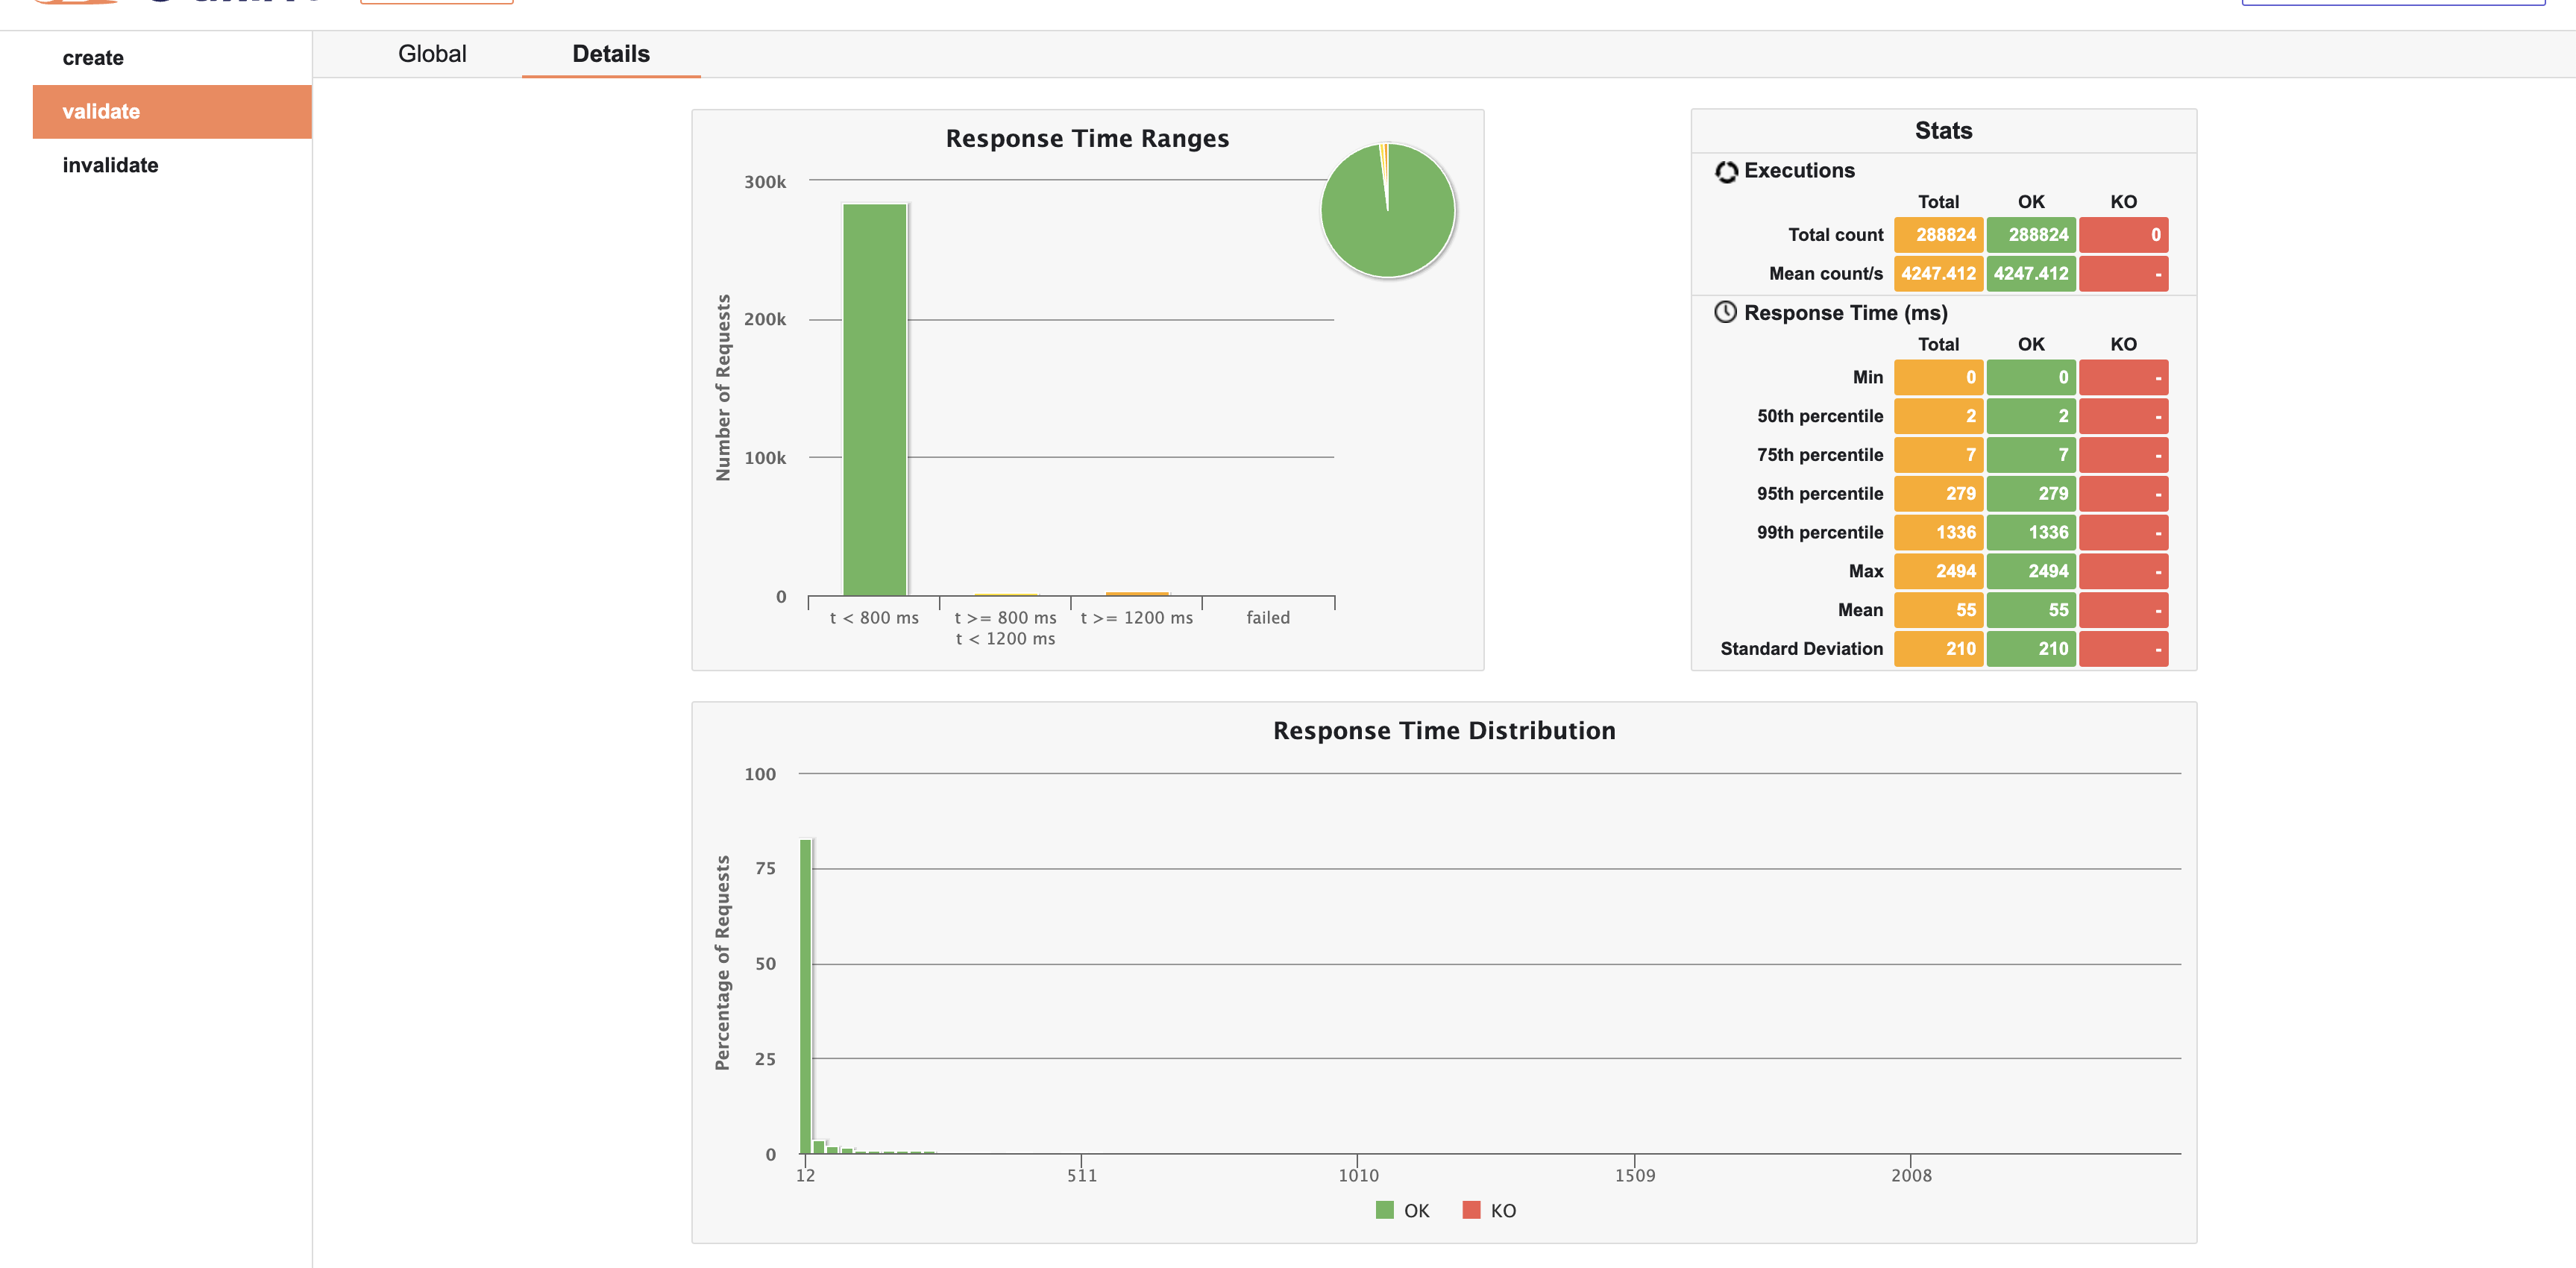 create
validate
invalidate
Global Details
Response Time Ranges
300k
200k
100k
0
Number of Requests
t < 800 ms
t >= 800 ms
t < 1200 ms
t >= 1200 ms
failed
Stats
Executions
Total OK KO
Total count 288824 288824 0
Mean count/s 4247.412 4247.412 -
Response Time (ms)
Total OK KO
Min 0 0 -
50th percentile 2 2 -
75th percentile 7 7 -
95th percentile 279 279 -
99th percentile 1336 1336 -
Max 2494 2494 -
Mean 55 55 -
Standard Deviation 210 210 -
Response Time Distribution
100
75
50
25
0
Percentage of Requests
12 511 1010 1509 2008
OK KO